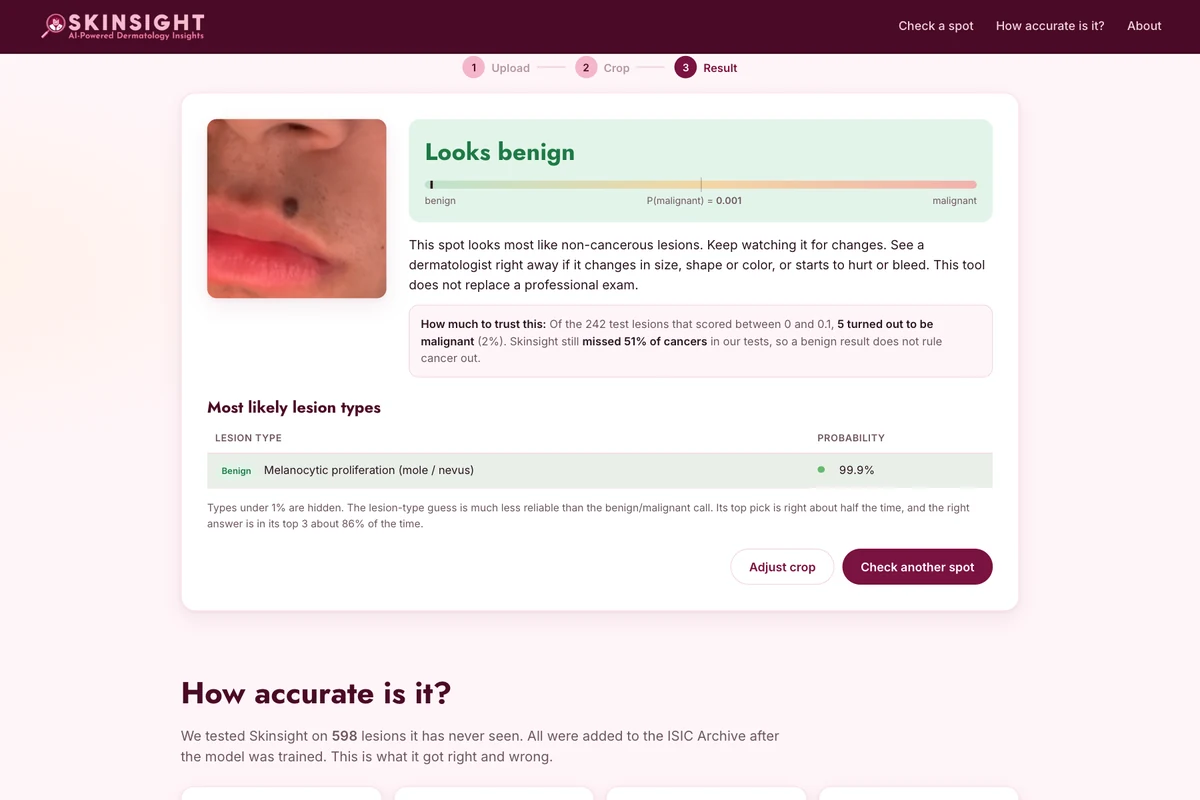 SKINSIGHT
AI-Powered Dermatology Insights
Check a spot
How accurate is it?
About
1 Upload
2 Crop
3 Result
Looks benign
benign
P(malignant) = 0.001
malignant
This spot looks most like non-cancerous lesions. Keep watching it for changes. See a
dermatologist right away if it changes in size, shape or color, or starts to hurt or bleed. This tool
does not replace a professional exam.
How much to trust this: Of the 242 test lesions that scored between 0 and 0.1, 5 turned out to be
malignant (2%). Skinsight still missed 51% of cancers in our tests, so a benign result does not rule
cancer out.
Most likely lesion types
LESION TYPE
PROBABILITY
Benign Melanocytic proliferation (mole / nevus)
99.9%
Types under 1% are hidden. The lesion-type guess is much less reliable than the benign/malignant call. Its top pick is right about half the time, and the right
answer is in its top 3 about 86% of the time.
Adjust crop
Check another spot
How accurate is it?
We tested Skinsight on 598 lesions it has never seen. All were added to the ISIC Archive after
the model was trained. This is what it got right and wrong.